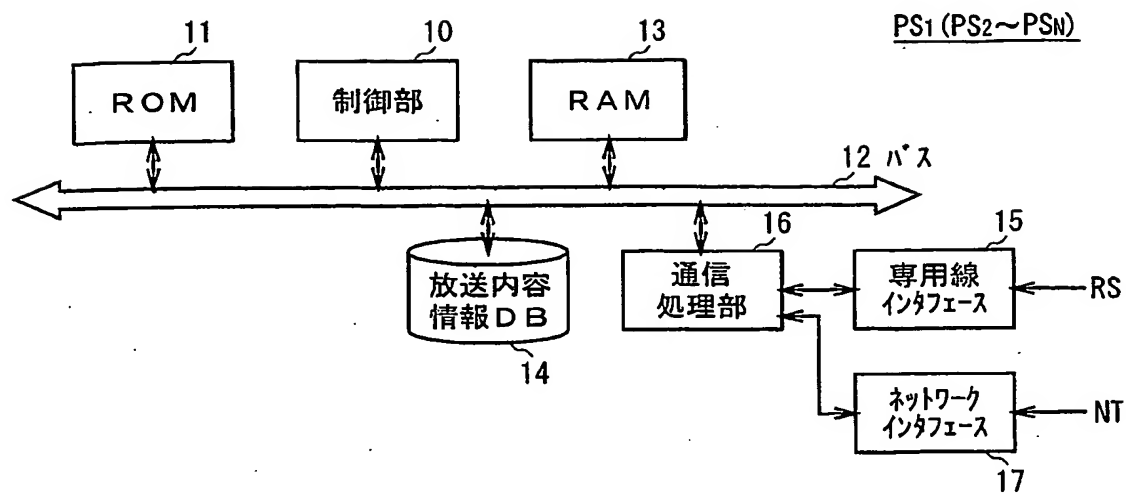 PS1(PS2～PSN)
11
10
13
ROM
制御部
RAM
12 バス
16
15
放送内容
情報DB
14
通信
処理部
専用線
インタフェース
RS
ネットワーク
インタフェース
NT
17